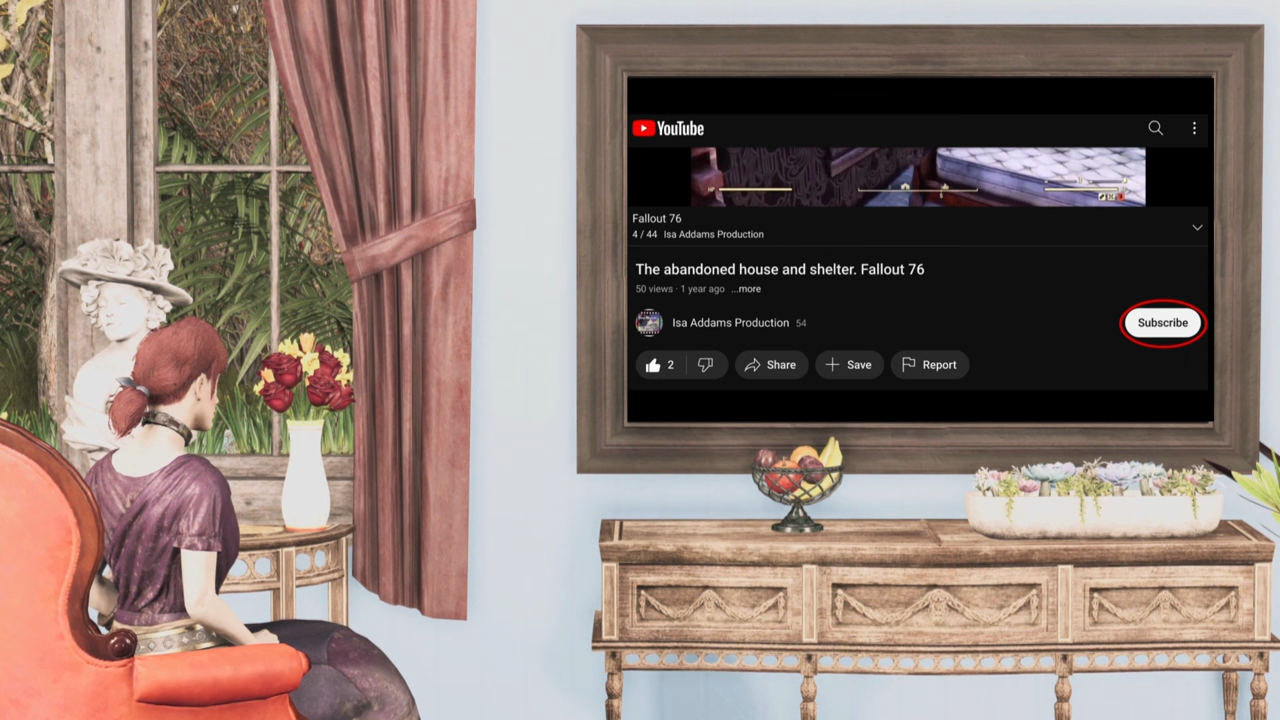 YouTube
HP
Fallout 76
4 / 44 Isa Addams Production
The abandoned house and shelter. Fallout 76
50 views · 1 year ago ...more
Isa Addams Production 54
Subscribe
2
Share
Save
Report